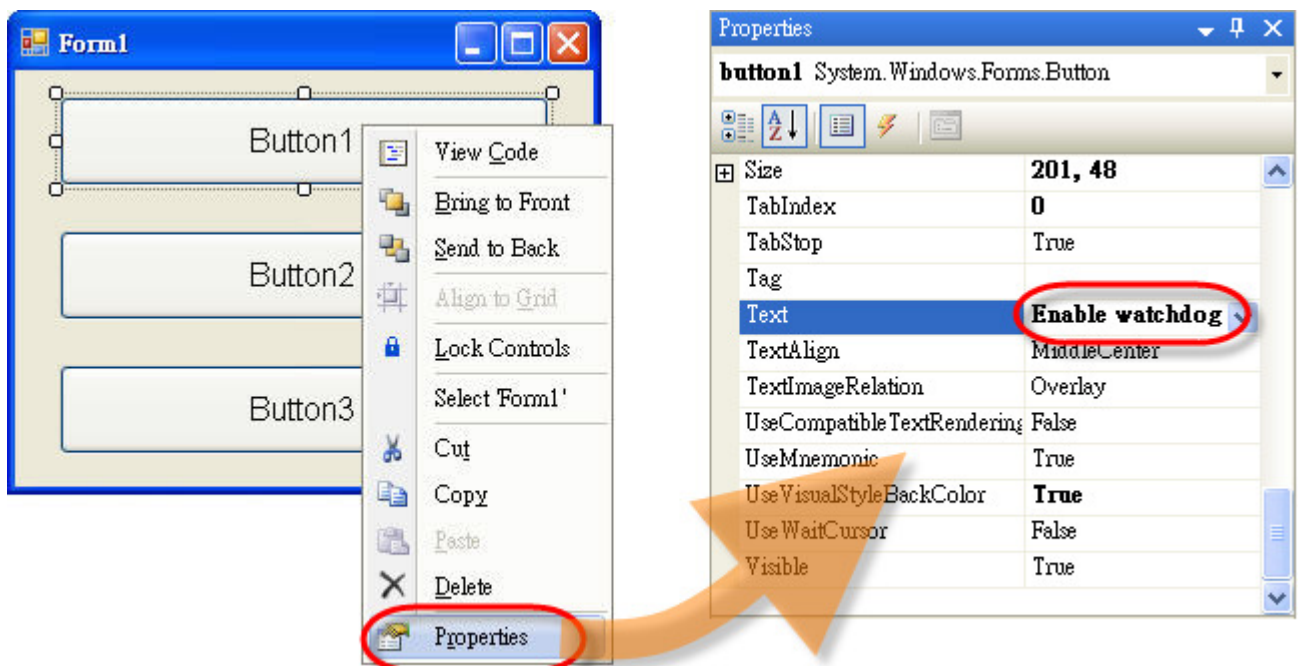 Form1
Button1
Button2
Button3
View Code
Bring to Front
Send to Back
Align to Grid
Lock Controls
Select 'Form1'
Cut
Copy
Paste
Delete
Properties
Properties
button1 System.Windows.Forms.Button
Size 201, 48
TabIndex 0
TabStop True
Tag
Text Enable watchdog
TextAlign MiddleCenter
TextImageRelation Overlay
UseCompatibleTextRendering False
UseMnemonic True
UseVisualStyleBackColor True
UseWaitCursor False
Visible True